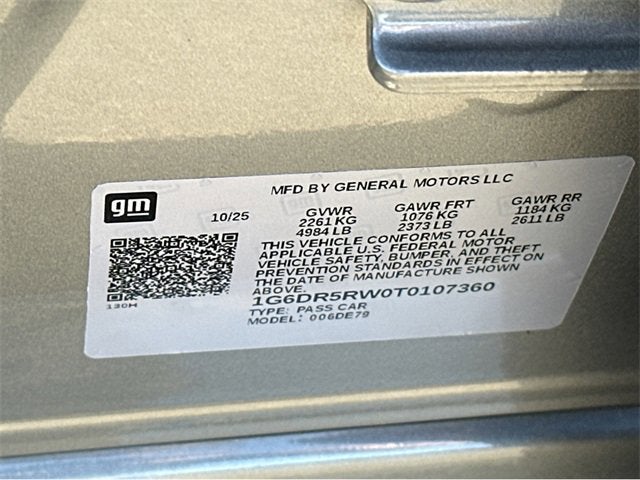 gm
MFD BY GENERAL MOTORS LLC
10/25 GVWR GAWR FRT GAWR RR
2261 KG 1076 KG 1184 KG
4984 LB 2373 LB 2611 LB
THIS VEHICLE CONFORMS TO ALL
APPLICABLE U.S. FEDERAL MOTOR
VEHICLE SAFETY, BUMPER, AND THEFT
PREVENTION STANDARDS IN EFFECT ON
THE DATE OF MANUFACTURE SHOWN
ABOVE.
130H
1G6DR5RW0T0107360
TYPE: PASS CAR
MODEL: 006DE79